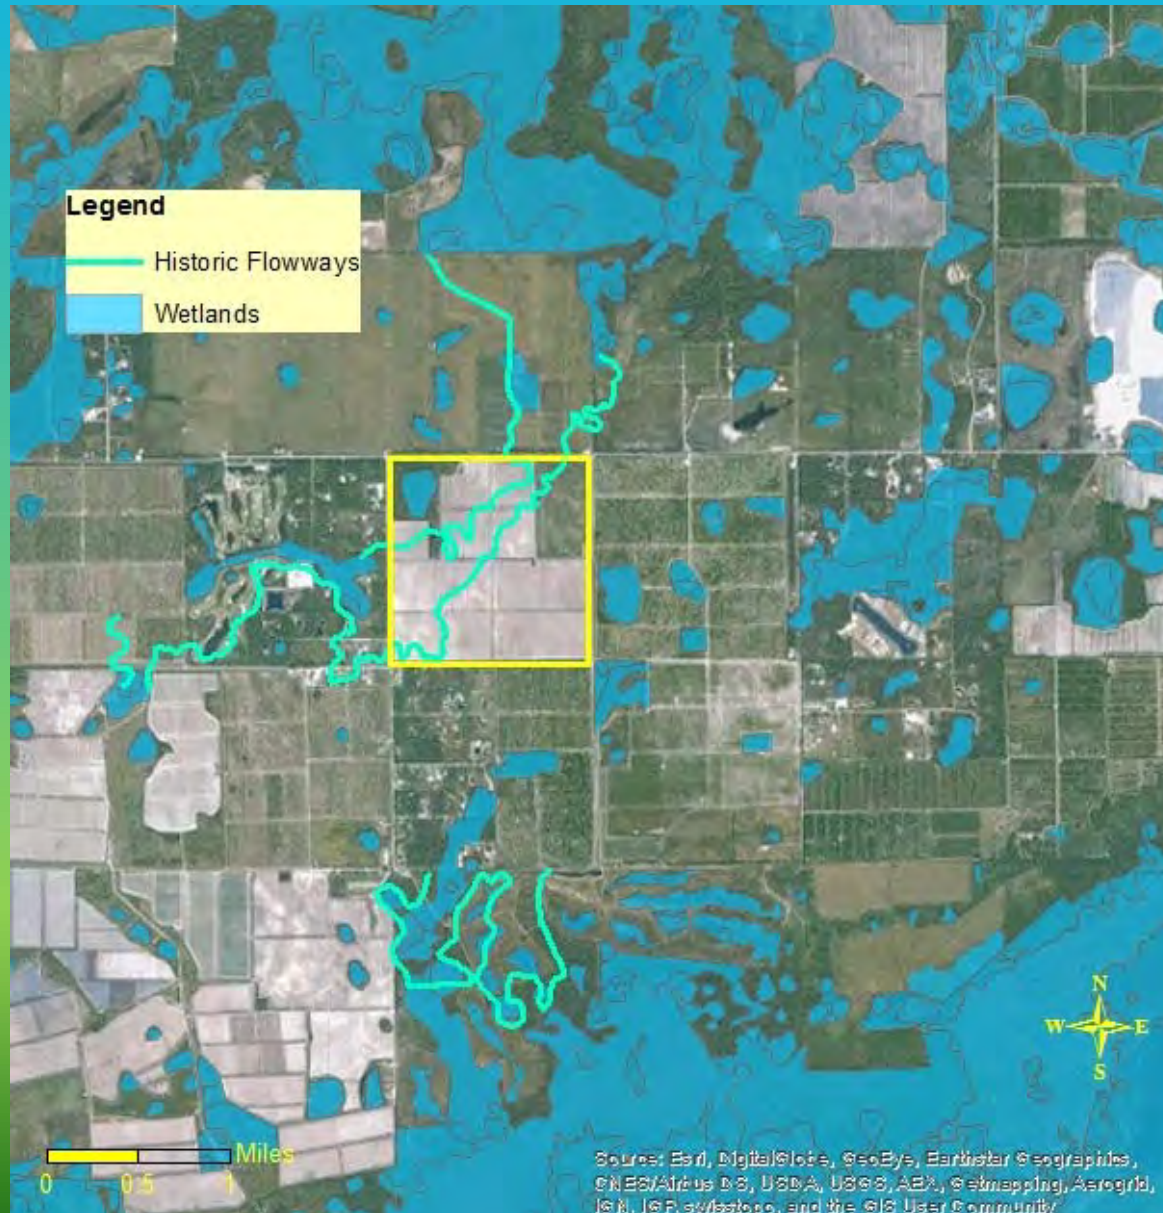 Legend
Historic Flowways
Wetlands
N
W E
S
Miles
0 0.5 1
Source: Esri, DigitalGlobe, GeoEye, Earthstar Geographics,
CNES/Airbus DS, USDA, USGS, AEX, Getmapping, Aerogrid,
IGN, IGP, swisstopo, and the GIS User Community